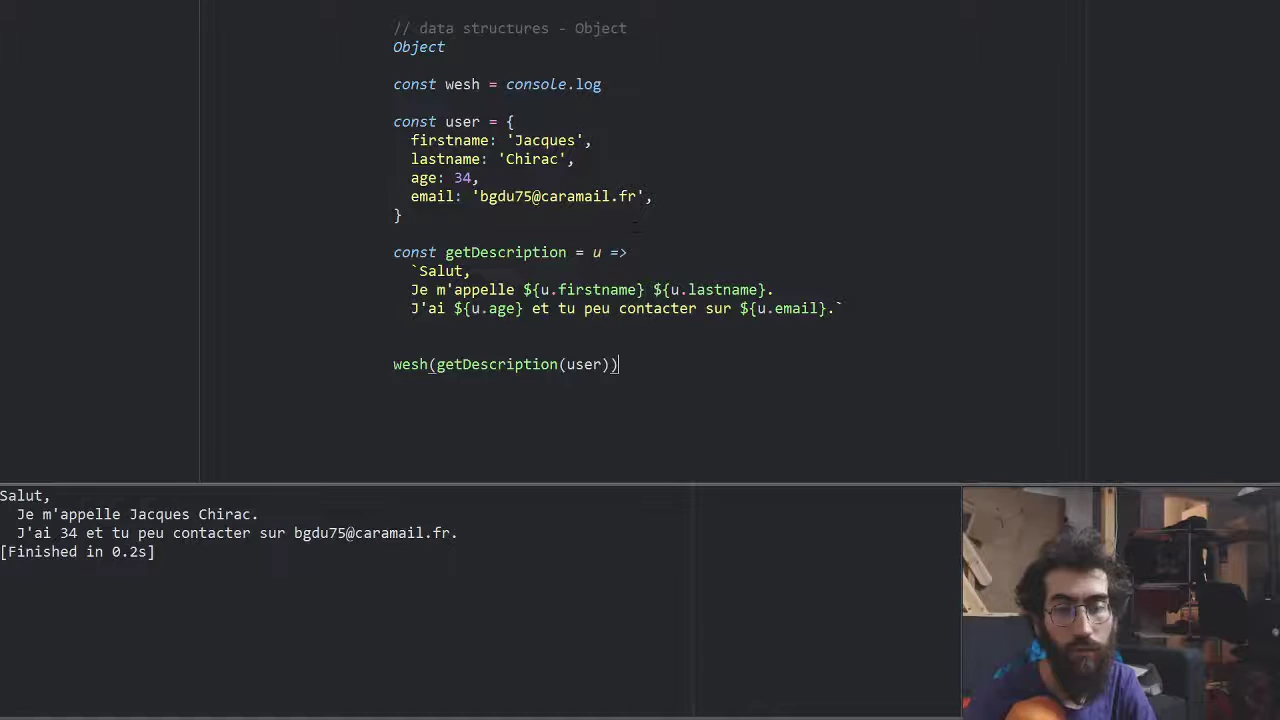 // data structures - Object
Object
const wesh = console.log
const user = {
firstname: 'Jacques',
lastname: 'Chirac',
age: 34,
email: 'bgdu75@caramail.fr',
}
const getDescription = u =>
`Salut,
Je m'appelle ${u.firstname} ${u.lastname}.
J'ai ${u.age} et tu peu contacter sur ${u.email}.`
wesh(getDescription(user))
Salut,
Je m'appelle Jacques Chirac.
J'ai 34 et tu peu contacter sur bgdu75@caramail.fr.
[Finished in 0.2s]